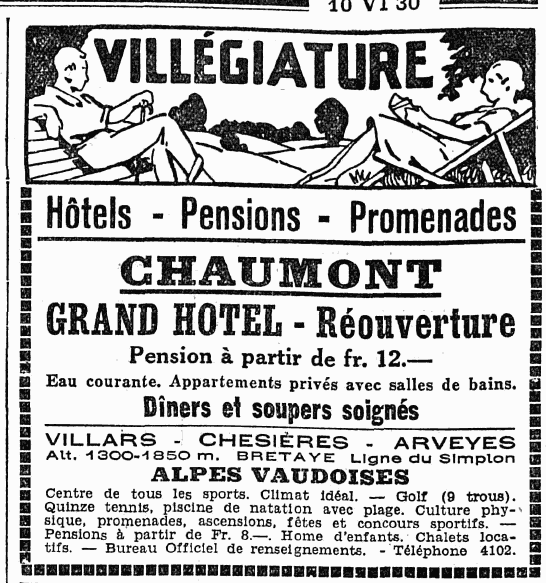 10 VI 30
VILLÉGIATURE
Hôtels - Pensions - Promenades
CHAUMONT
GRAND HOTEL - Réouverture
Pension à partir de fr. 12.—
Eau courante. Appartements privés avec salles de bains.
Dîners et soupers soignés
VILLARS - CHESIÈRES - ARVEYES
Alt. 1300-1850 m. BRETAYE Ligne du Simplon
ALPES VAUDOISES
Centre de tous les sports. Climat idéal. — Golf (9 trous).
Quinze tennis, piscine de natation avec plage. Culture phy-
sique, promenades, ascensions, fêtes et concours sportifs. —
Pensions à partir de Fr. 8.—. Home d'enfants. Chalets loca-
tifs. — Bureau Officiel de renseignements. - Téléphone 4102.